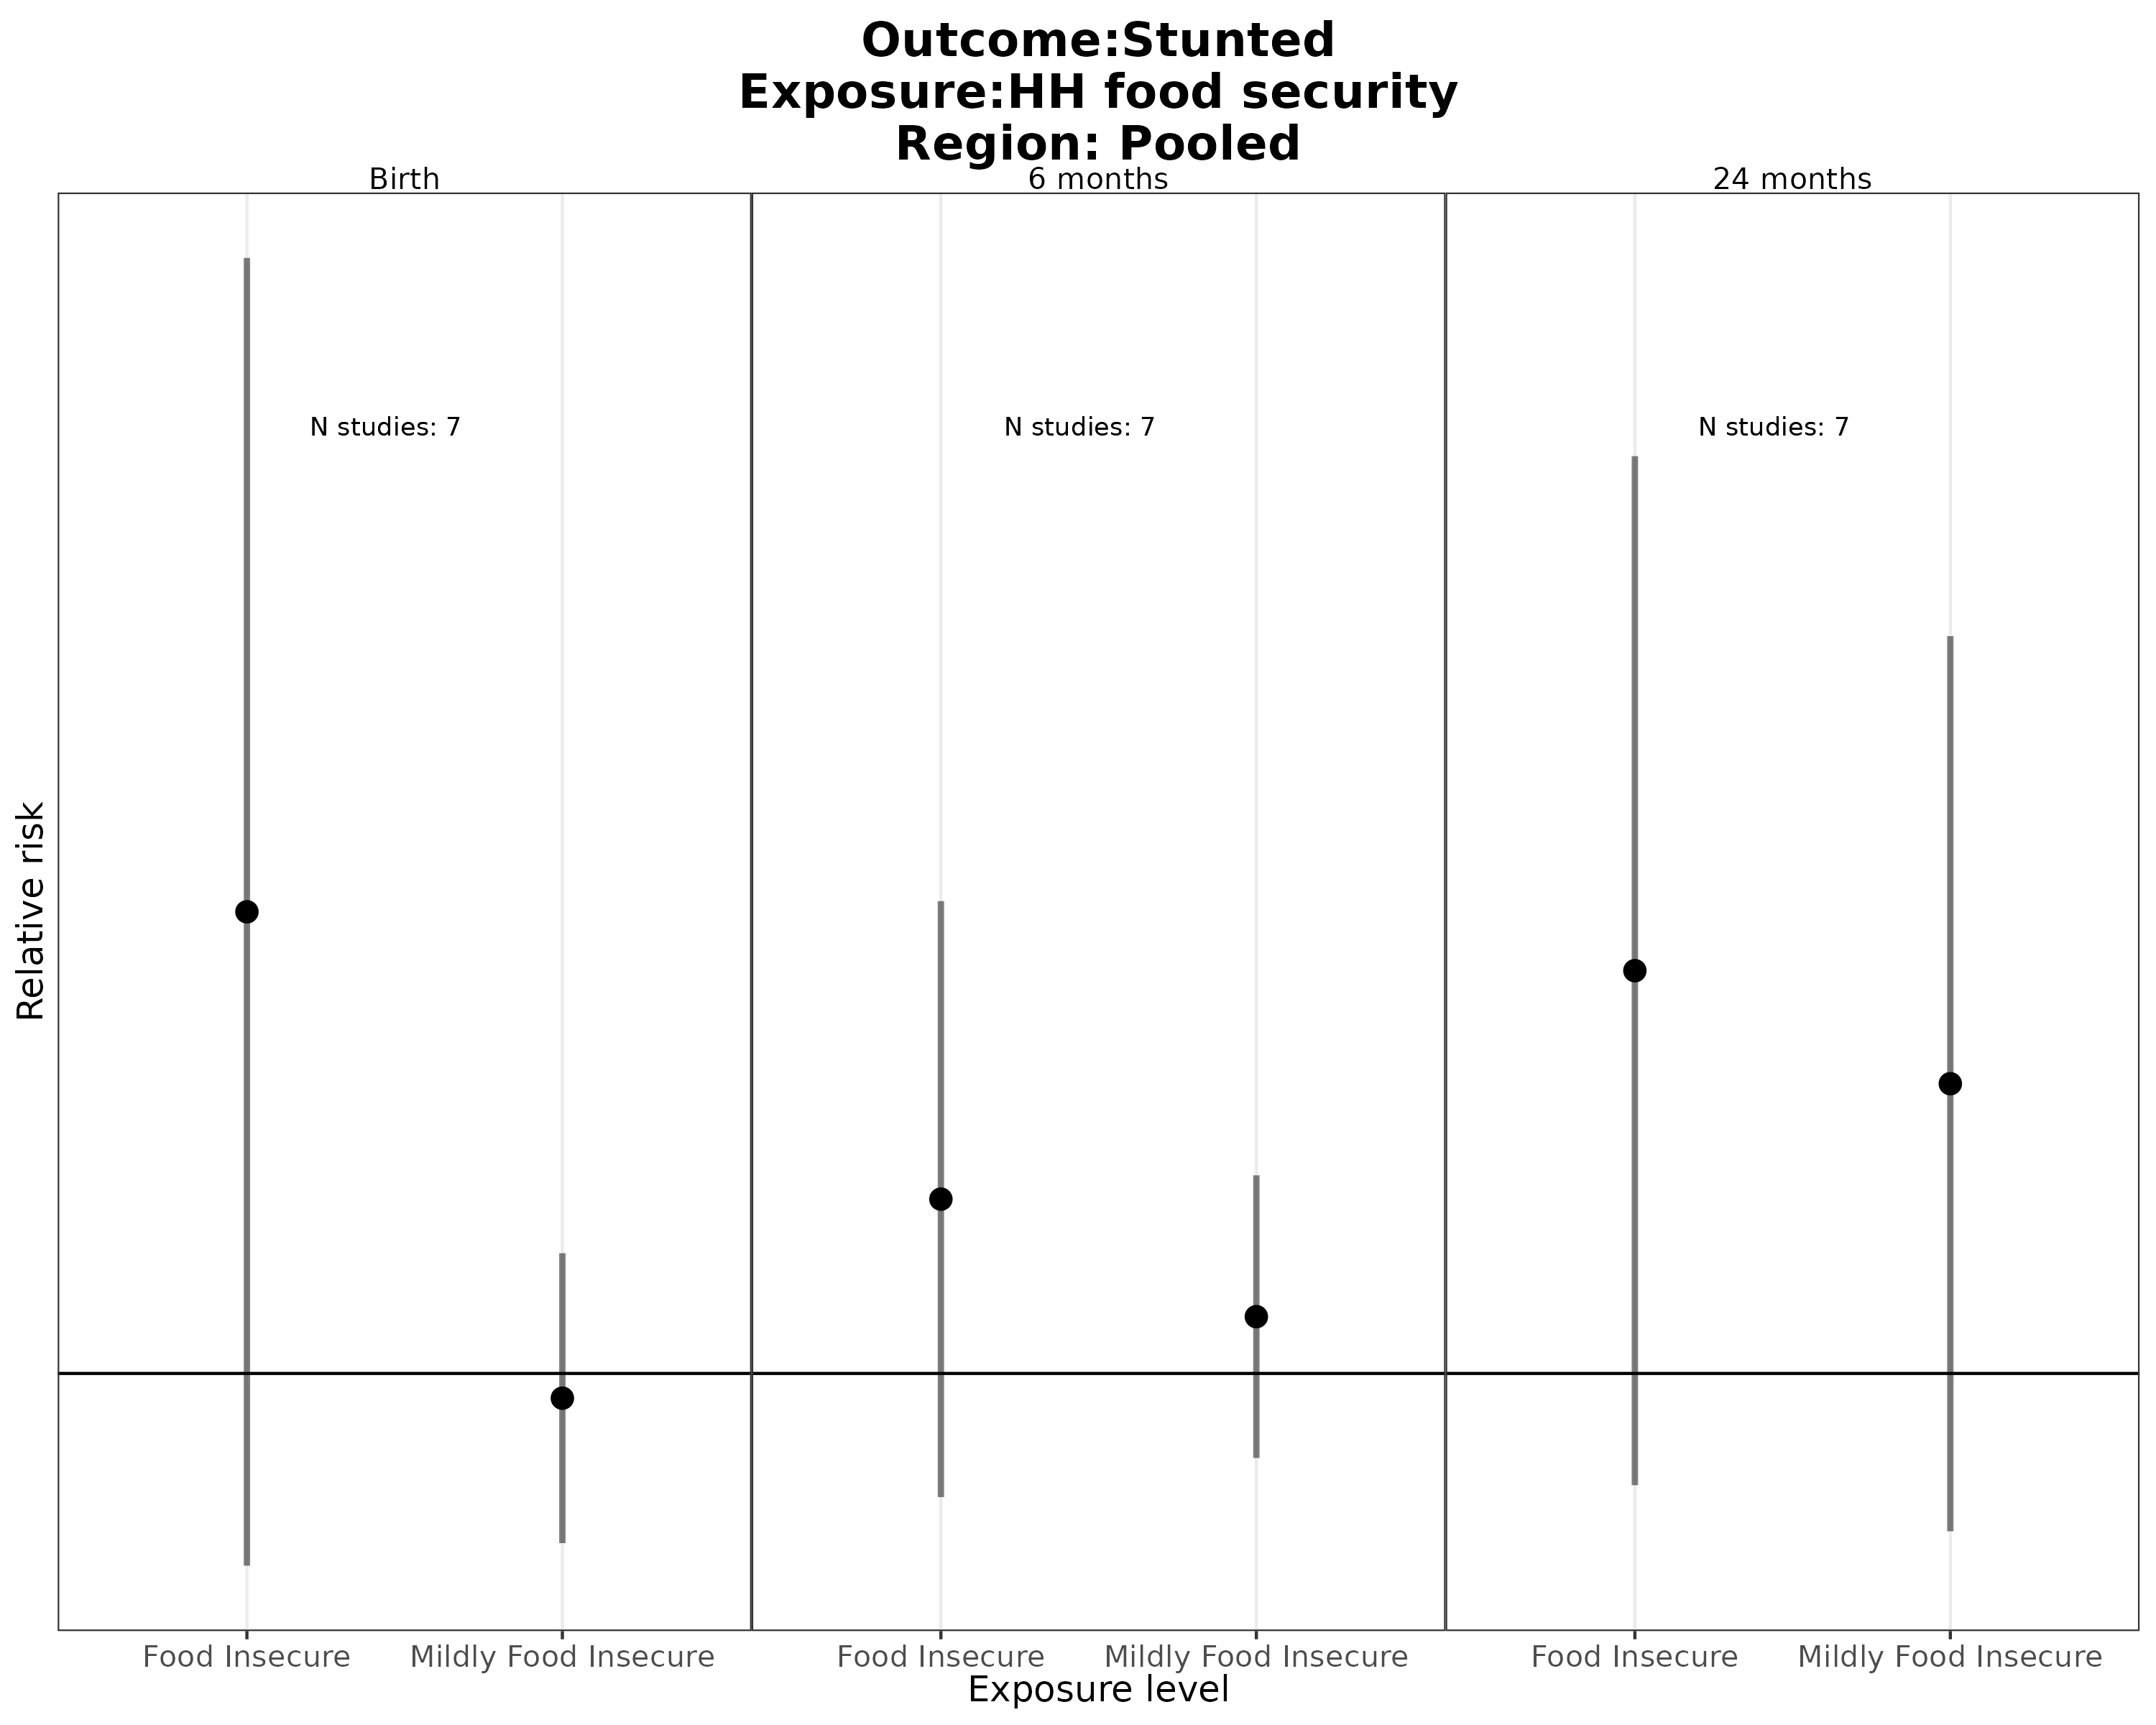 Outcome:Stunted
Exposure:HH food security
Region: Pooled
Birth
6 months
24 months
N studies: 7
N studies: 7
N studies: 7
Relative risk
Food Insecure
Mildly Food Insecure
Food Insecure
Mildly Food Insecure
Food Insecure
Mildly Food Insecure
Exposure level